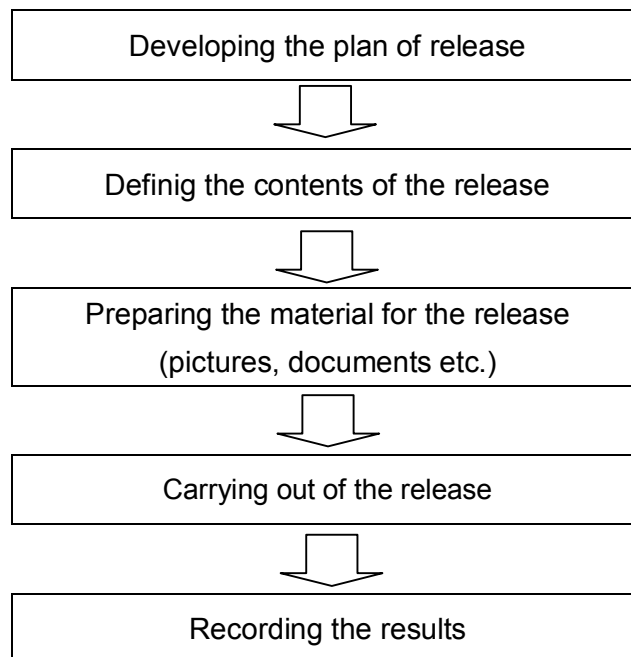 Developing the plan of release
Definig the contents of the release
Preparing the material for the release
(pictures, documents etc.)
Carrying out of the release
Recording the results